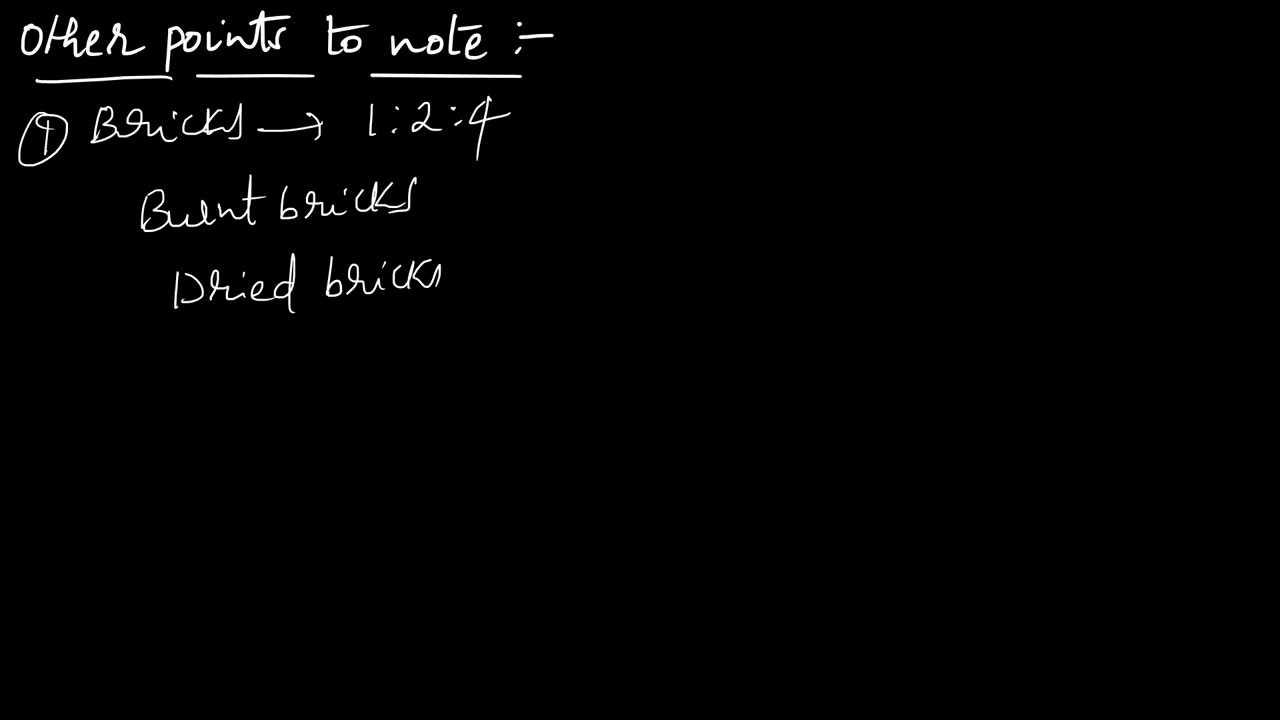 Other points to note :-
① Bricks → 1:2:4
Burnt bricks
Dried bricks